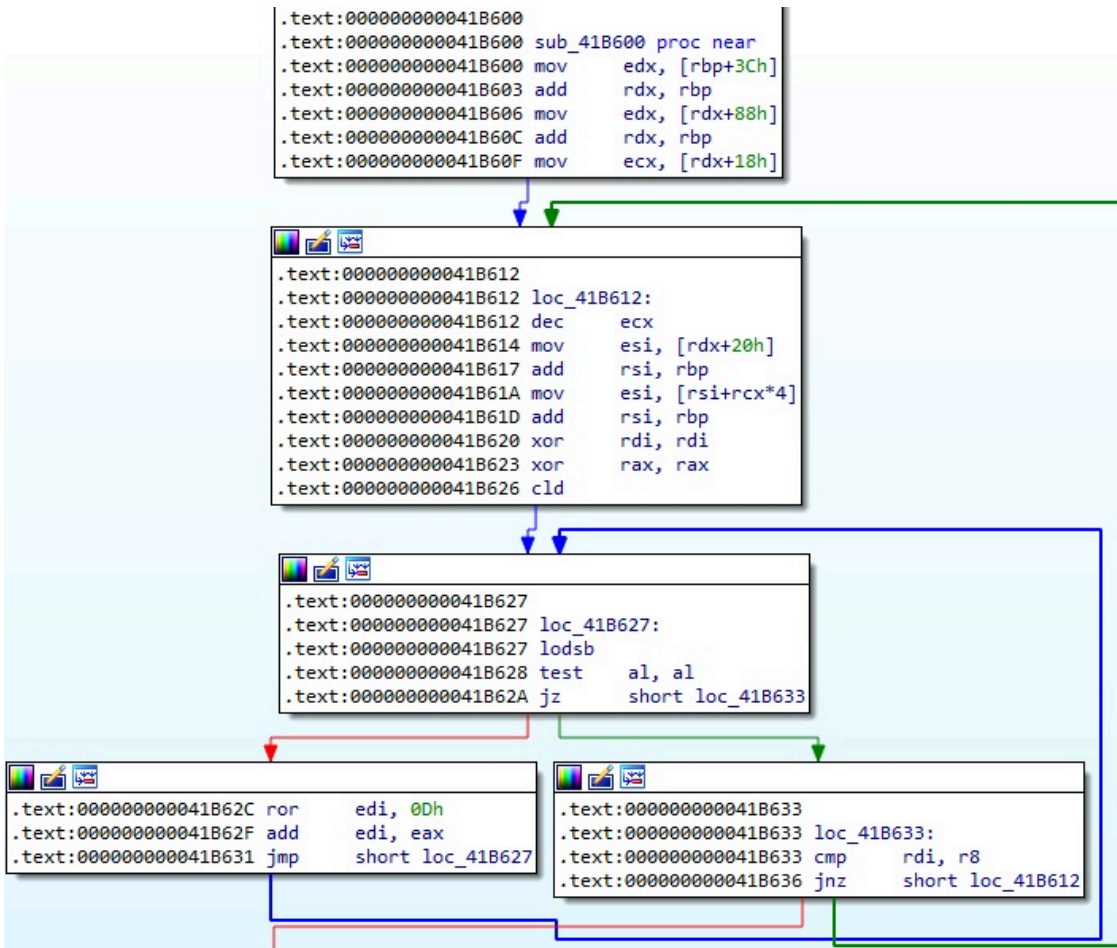 .text:000000000041B600
.text:000000000041B600 sub_41B600 proc near
.text:000000000041B600 mov edx, [rbp+3Ch]
.text:000000000041B603 add rdx, rbp
.text:000000000041B606 mov edx, [rdx+88h]
.text:000000000041B60C add rdx, rbp
.text:000000000041B60F mov ecx, [rdx+18h]
.text:000000000041B612
.text:000000000041B612 loc_41B612:
.text:000000000041B612 dec ecx
.text:000000000041B614 mov esi, [rdx+20h]
.text:000000000041B617 add rsi, rbp
.text:000000000041B61A mov esi, [rsi+rcx*4]
.text:000000000041B61D add rsi, rbp
.text:000000000041B620 xor rdi, rdi
.text:000000000041B623 xor rax, rax
.text:000000000041B626 cld
.text:000000000041B627
.text:000000000041B627 loc_41B627:
.text:000000000041B627 lodsb
.text:000000000041B628 test al, al
.text:000000000041B62A jz short loc_41B633
.text:000000000041B62C ror edi, 0Dh
.text:000000000041B62F add edi, eax
.text:000000000041B631 jmp short loc_41B627
.text:000000000041B633
.text:000000000041B633 loc_41B633:
.text:000000000041B633 cmp rdi, r8
.text:000000000041B636 jnz short loc_41B612